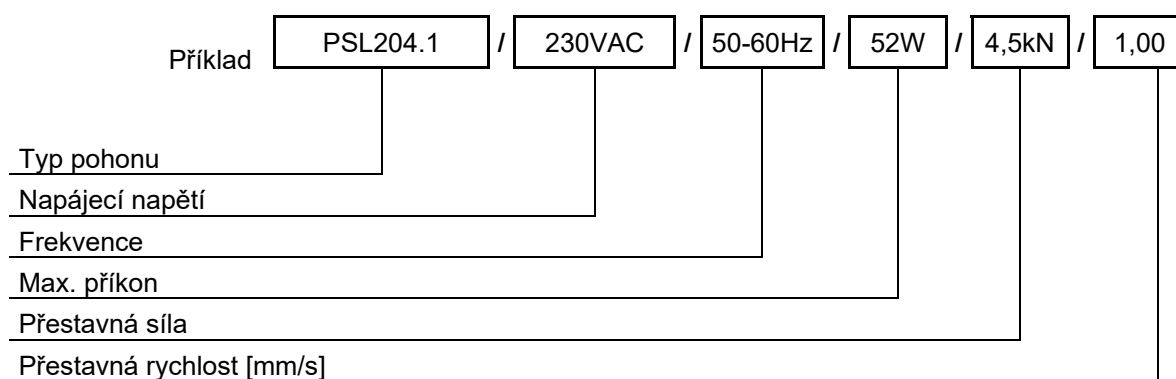 Příklad PSL204.1 / 230VAC / 50-60Hz / 52W / 4,5kN / 1,00
Typ pohonu
Napájecí napětí
Frekvence
Max. příkon
Přestavná síla
Přestavná rychlost [mm/s]